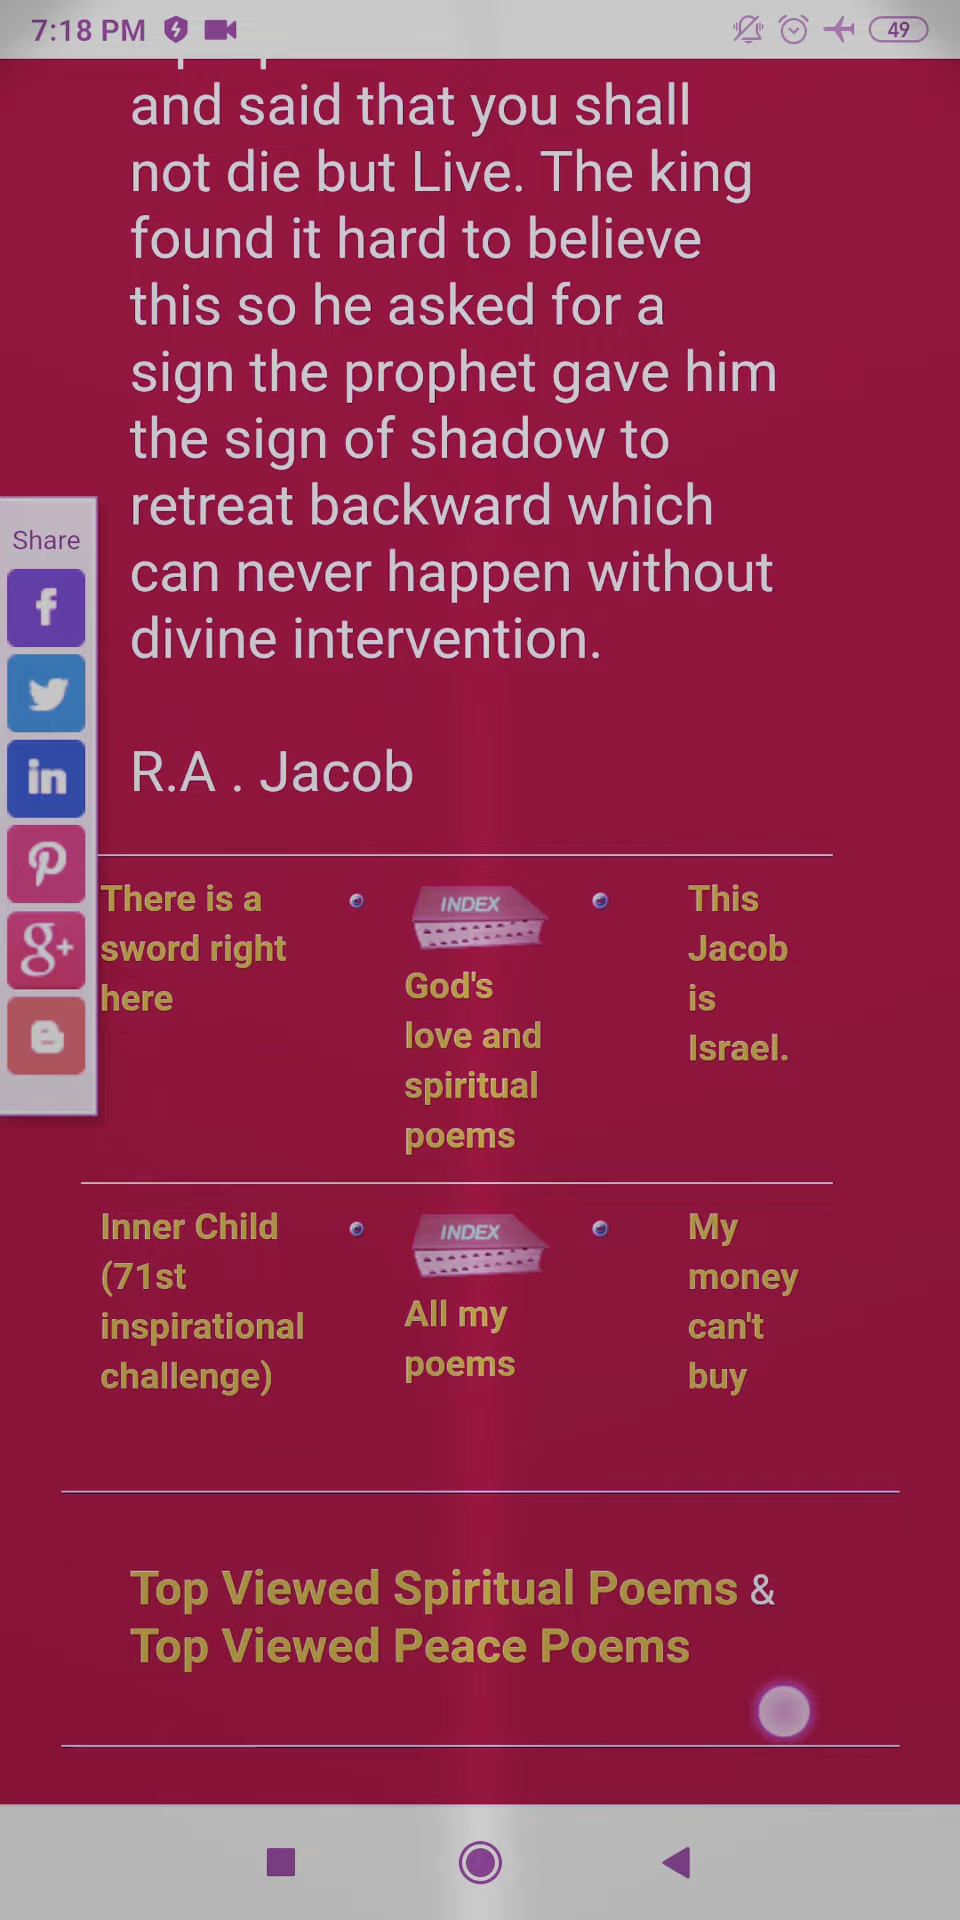 7:18 PM 49
and said that you shall
not die but Live. The king
found it hard to believe
this so he asked for a
sign the prophet gave him
the sign of shadow to
retreat backward which
can never happen without
divine intervention.
R.A . Jacob
Share
f
in
g+
There is a
sword right
here
INDEX
God's
love and
spiritual
poems
This
Jacob
is
Israel.
Inner Child
(71st
inspirational
challenge)
INDEX
All my
poems
My
money
can't
buy
Top Viewed Spiritual Poems &
Top Viewed Peace Poems